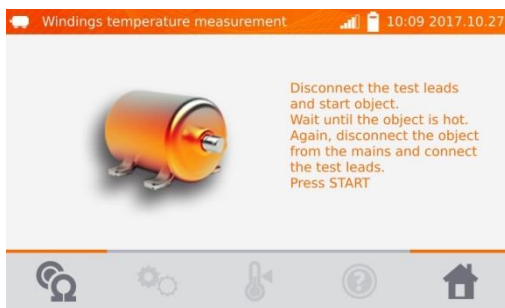 Windings temperature measurement
10:09 2017.10.27
Disconnect the test leads
and start object.
Wait until the object is hot.
Again, disconnect the object
from the mains and connect
the test leads.
Press START